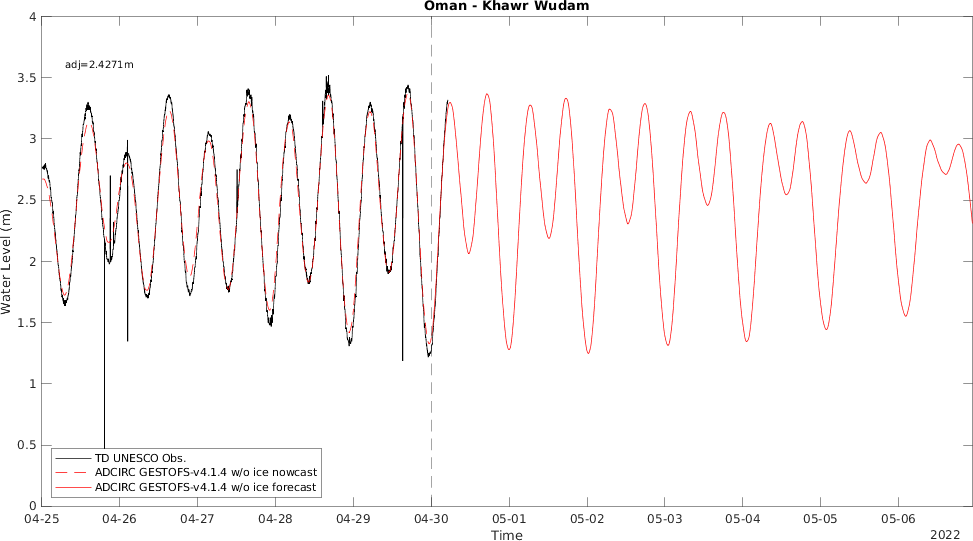 Oman - Khawr Wudam
4
adj=2.4271m
3.5
3
2.5
2
1.5
1
0.5
0
Water Level (m)
TD UNESCO Obs.
ADCIRC GESTOFS-v4.1.4 w/o ice nowcast
ADCIRC GESTOFS-v4.1.4 w/o ice forecast
04-25 04-26 04-27 04-28 04-29 04-30 05-01 05-02 05-03 05-04 05-05 05-06
Time
2022